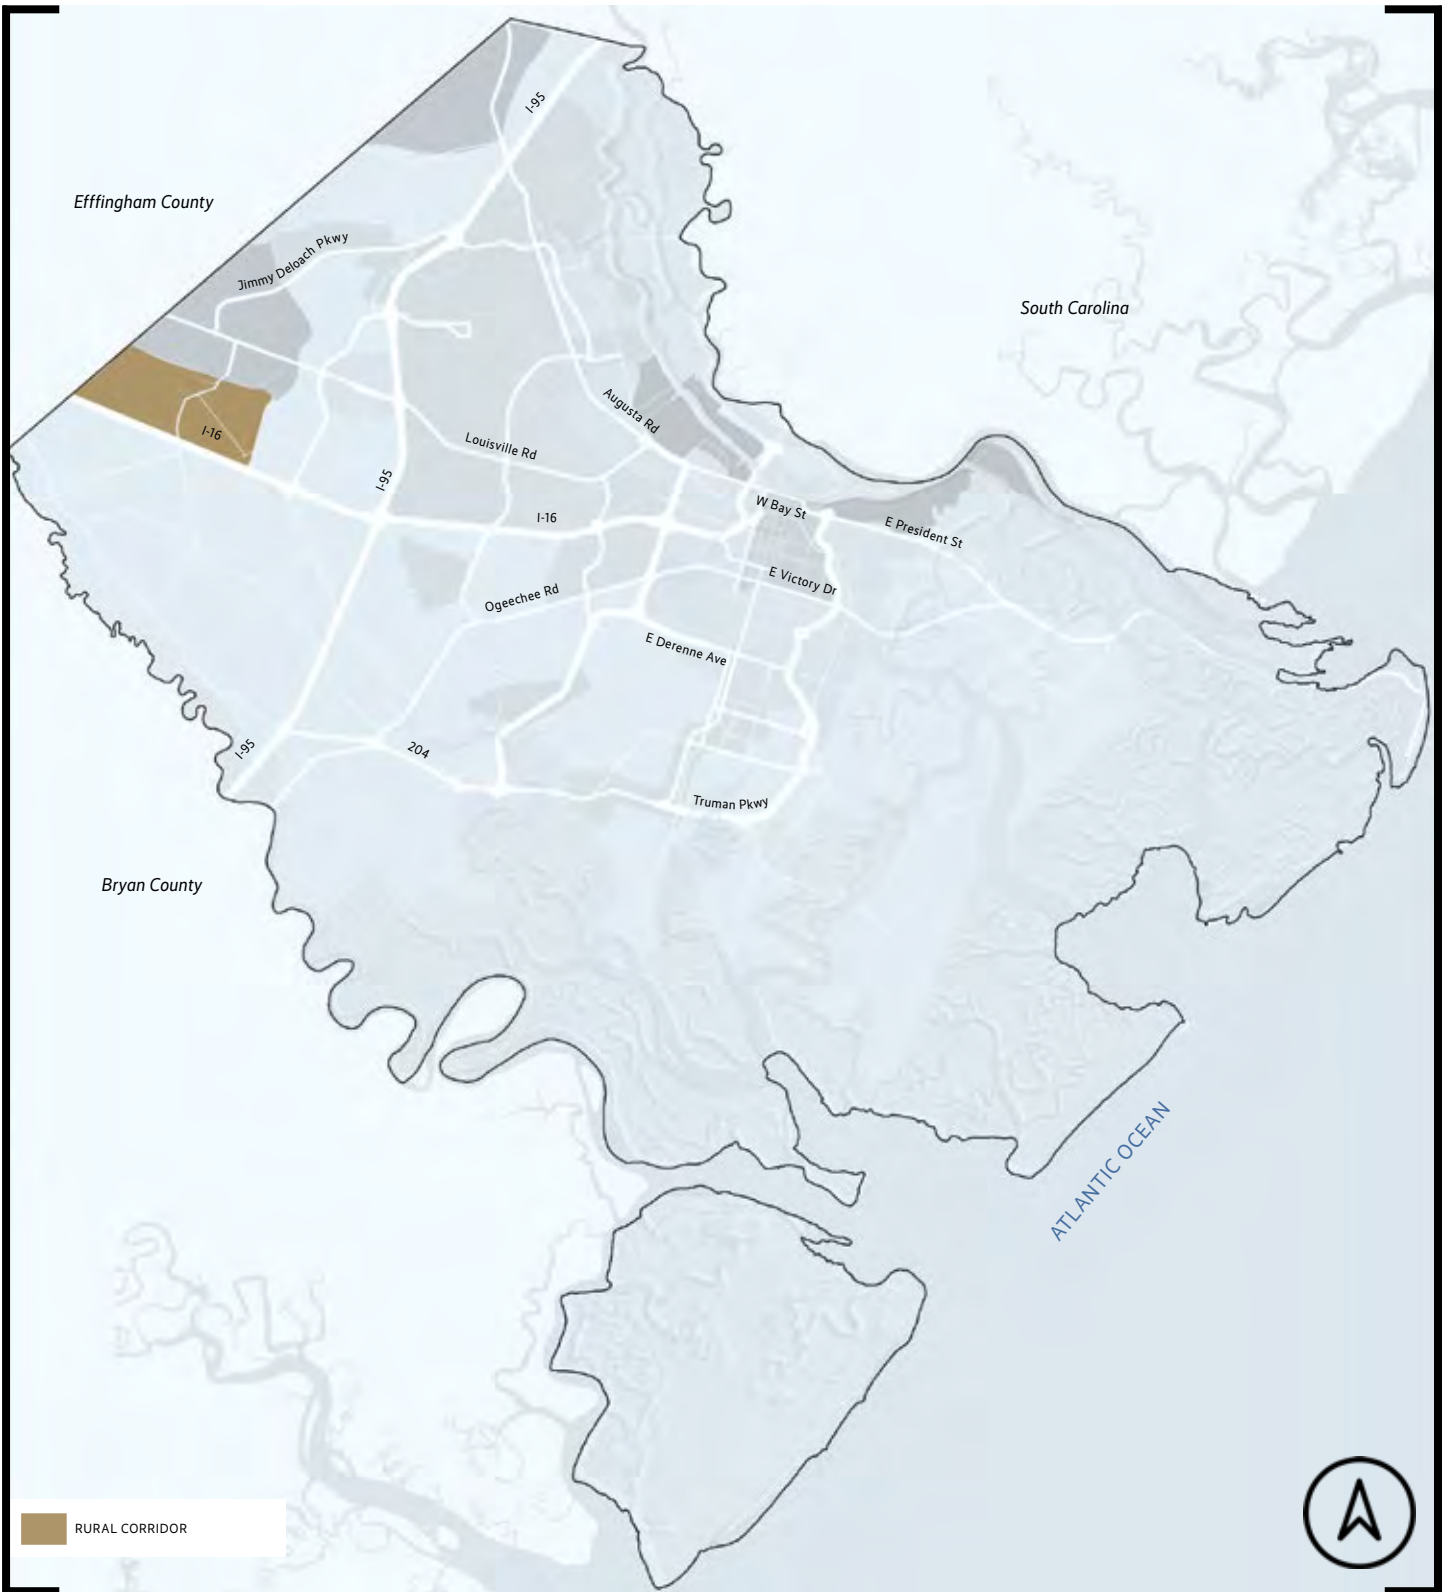 I-95
Efffingham County
Jimmy Deloach Pkwy
South Carolina
Augusta Rd
I-16
Louisville Rd
I-95
W Bay St
I-16
E President St
E Victory Dr
Ogeechee Rd
E Derenne Ave
I-95
204
Truman Pkwy
Bryan County
ATLANTIC OCEAN
RURAL CORRIDOR